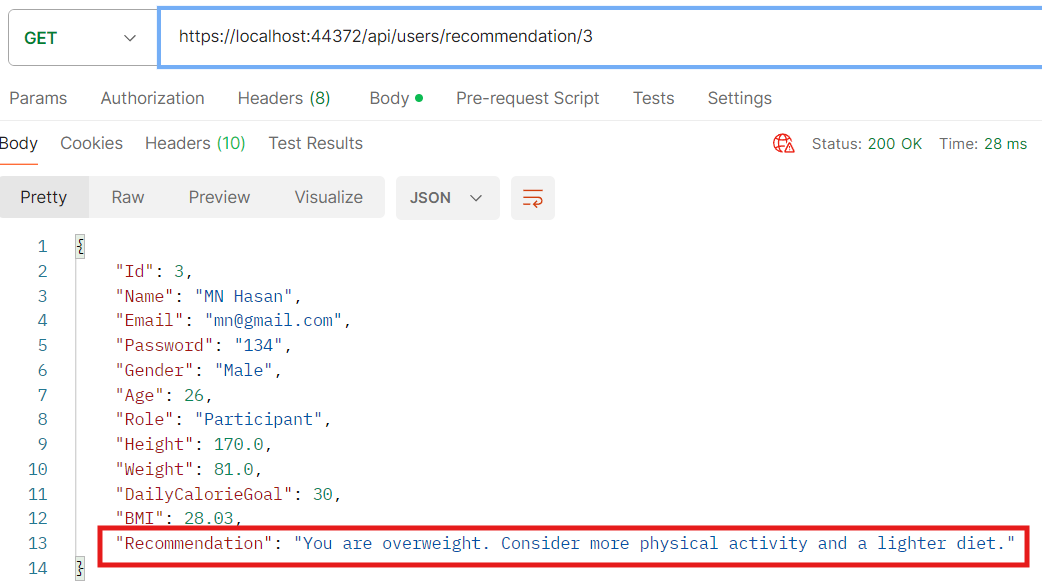 GET https://localhost:44372/api/users/recommendation/3
Params Authorization Headers (8) Body Pre-request Script Tests Settings
Body Cookies Headers (10) Test Results Status: 200 OK Time: 28 ms
Pretty Raw Preview Visualize JSON
1 {
2 "Id": 3,
3 "Name": "MN Hasan",
4 "Email": "mn@gmail.com",
5 "Password": "134",
6 "Gender": "Male",
7 "Age": 26,
8 "Role": "Participant",
9 "Height": 170.0,
10 "Weight": 81.0,
11 "DailyCalorieGoal": 30,
12 "BMI": 28.03,
13 "Recommendation": "You are overweight. Consider more physical activity and a lighter diet."
14 }